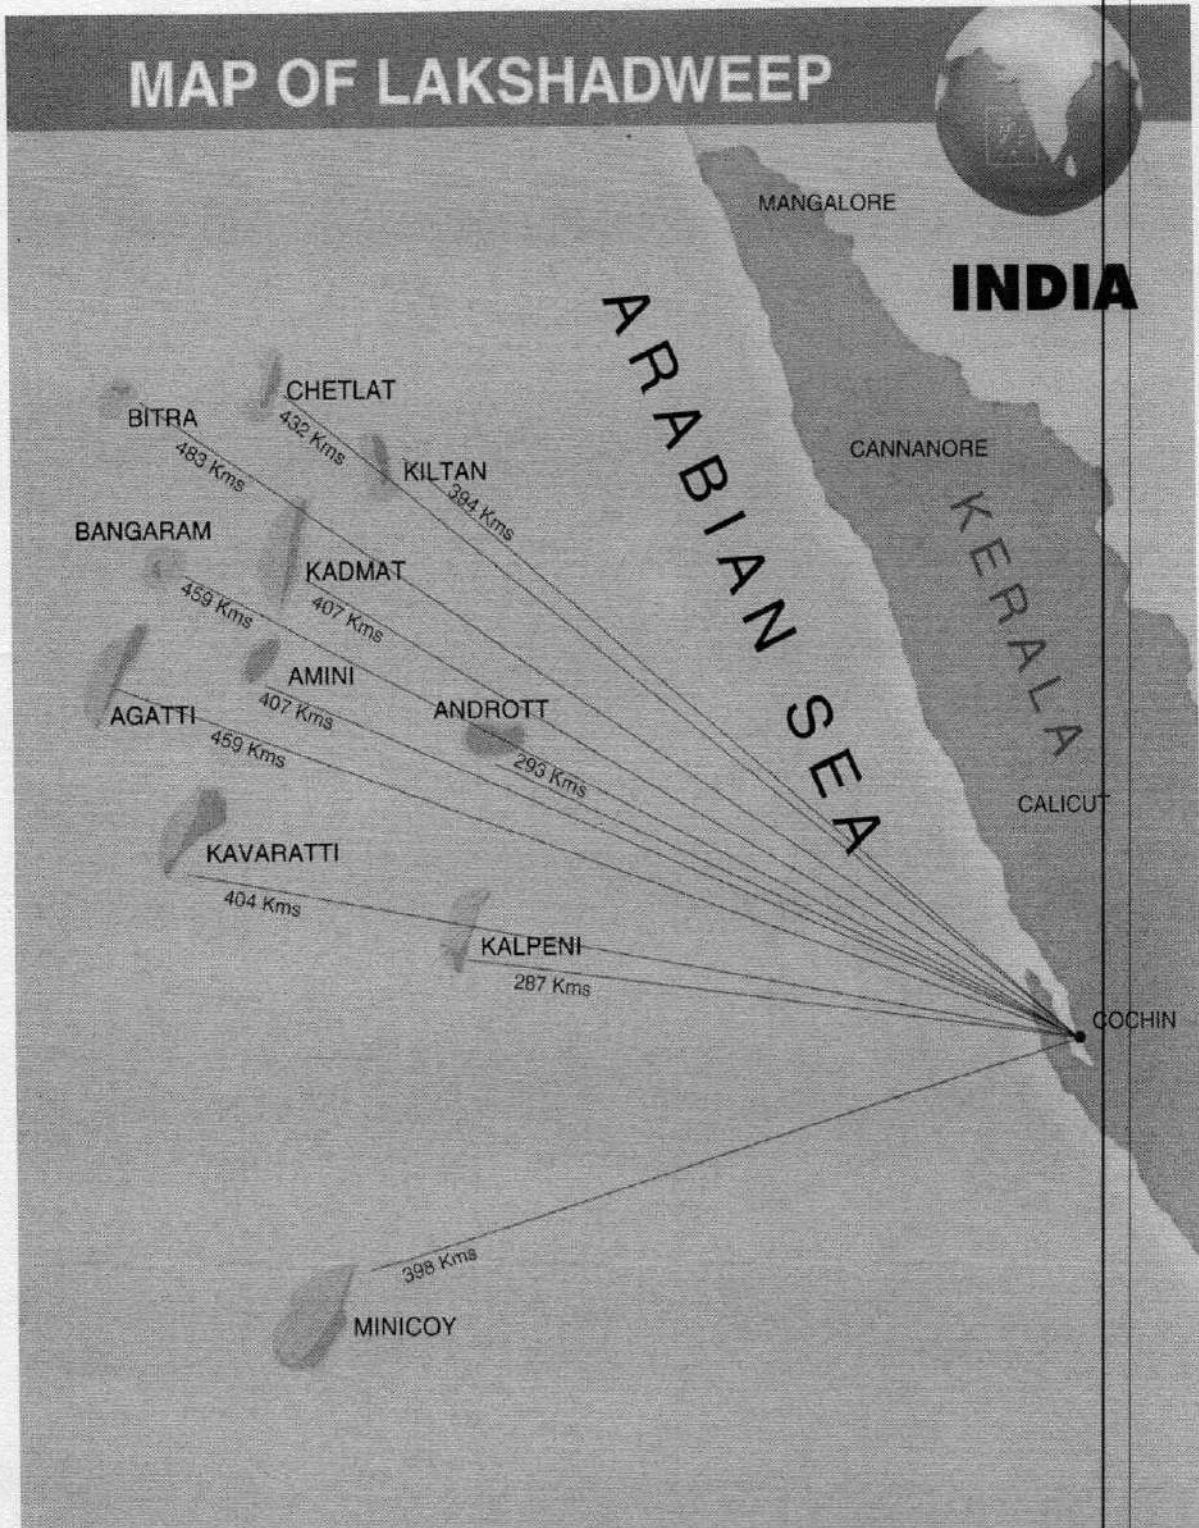 MAP OF LAKSHADWEEP
MANGALORE
INDIA
ARABIAN SEA
CHETLAT
432 Kms
BITRA
483 Kms
CANNANORE
KILTAN
394 Kms
KERALA
BANGARAM
459 Kms
KADMAT
407 Kms
AMINI
407 Kms
ANDROTT
293 Kms
AGATTI
459 Kms
CALICUT
KAVARATTI
404 Kms
KALPENI
287 Kms
COCHIN
398 Kms
MINICOY